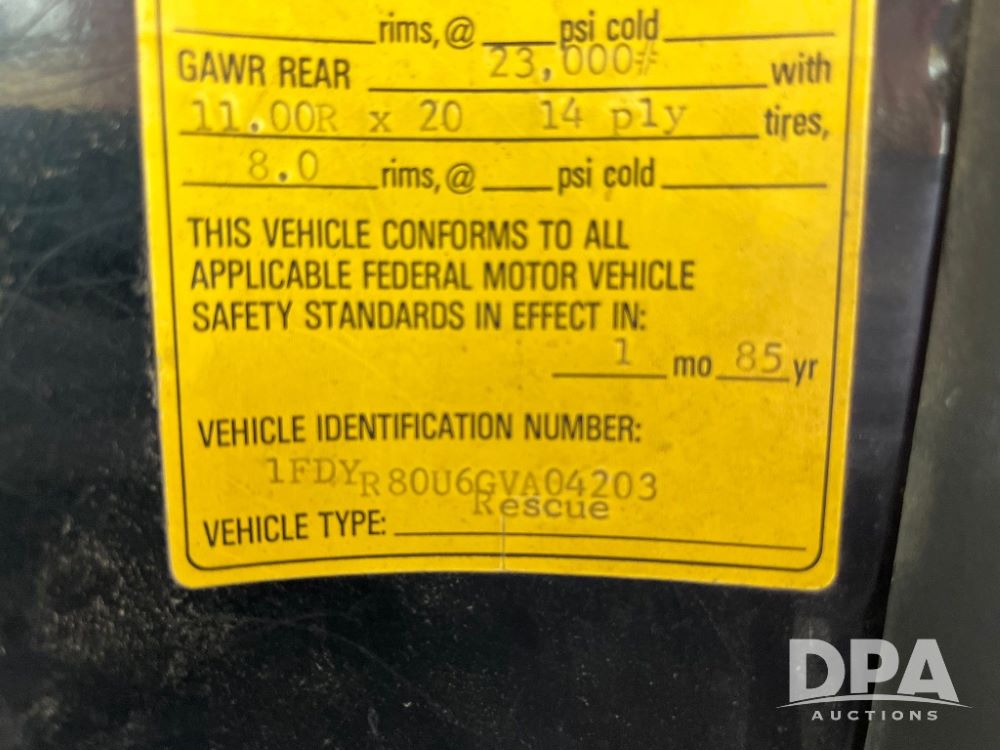 rims, @ ____ psi cold
GAWR REAR 23,000# with
11.00R x 20 14 ply tires,
8.0 rims, @ ____ psi cold
THIS VEHICLE CONFORMS TO ALL
APPLICABLE FEDERAL MOTOR VEHICLE
SAFETY STANDARDS IN EFFECT IN:
1 mo 85 yr
VEHICLE IDENTIFICATION NUMBER:
1FDYR80U6GVA04203
VEHICLE TYPE: Rescue
DPA
AUCTIONS